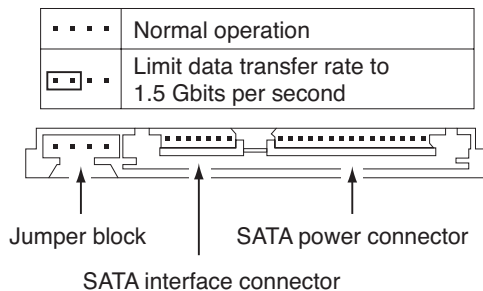 Normal operation
Limit data transfer rate to
1.5 Gbits per second
Jumper block
SATA power connector
SATA interface connector